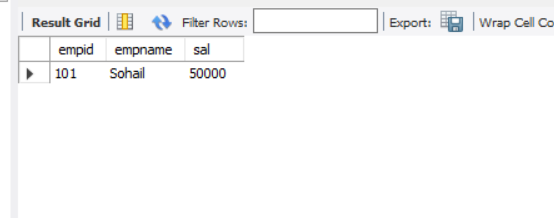 Result Grid Filter Rows: Export: Wrap Cell Co
empid empname sal
101 Sohail 50000